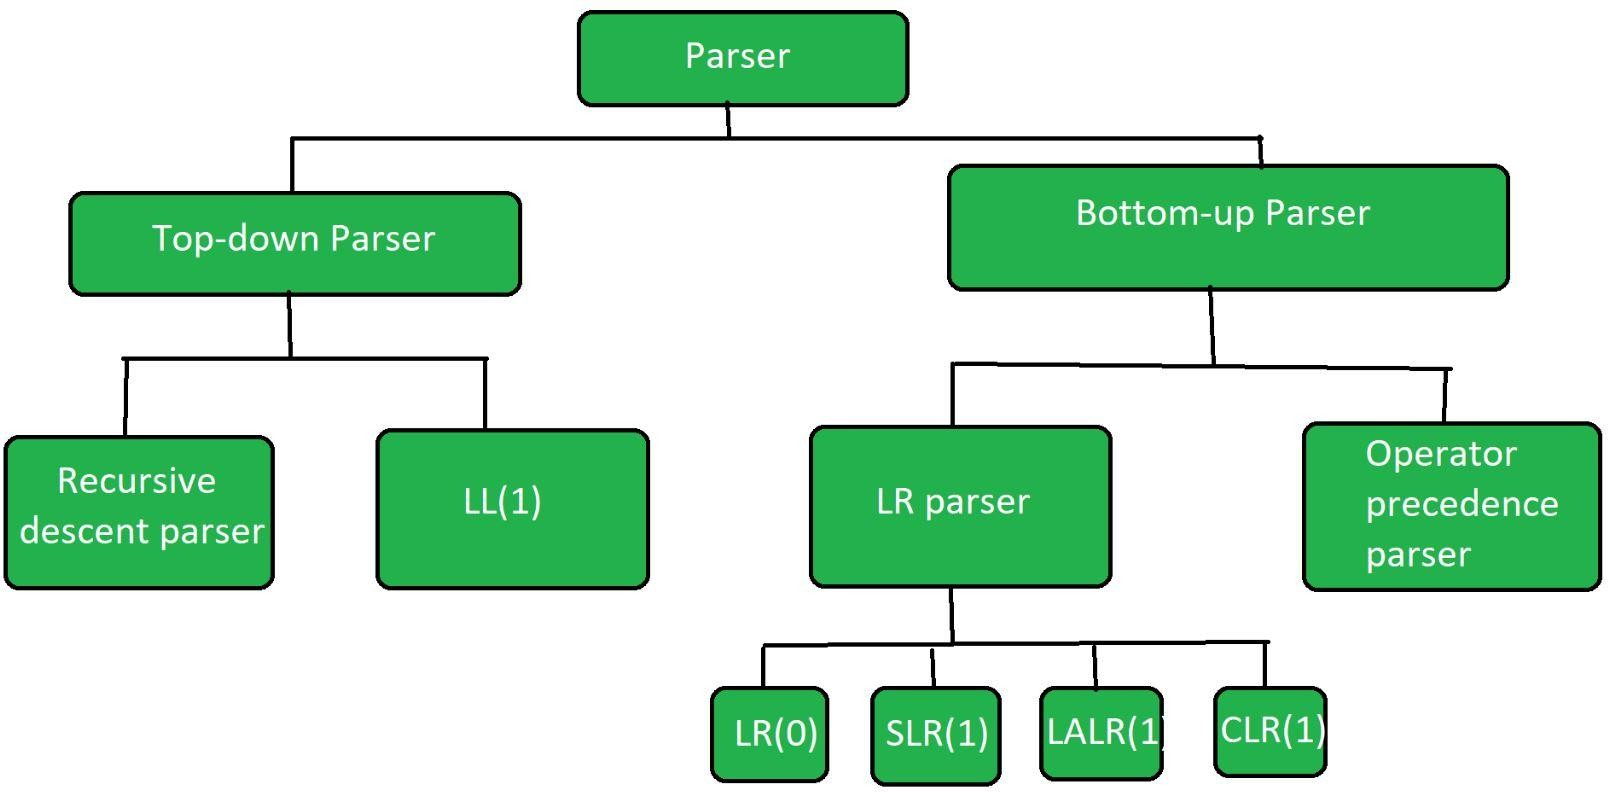 Parser
Top-down Parser
Bottom-up Parser
Recursive
descent parser
LL(1)
LR parser
Operator
precedence
parser
LR(0)
SLR(1)
LALR(1)
CLR(1)